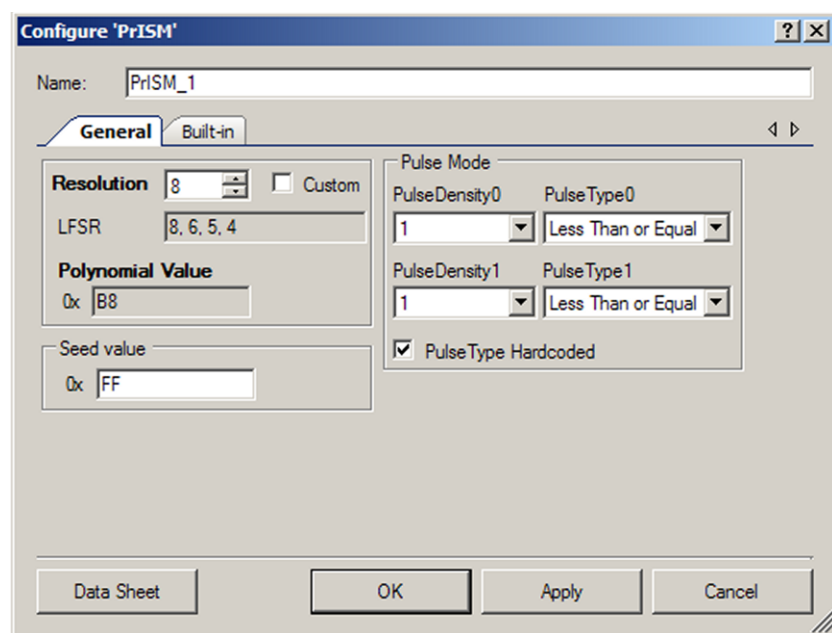 Configure 'PrISM'
Name: PrISM_1
General Built-in
Resolution 8 Custom
LFSR 8, 6, 5, 4
Polynomial Value
0x B8
Seed value
0x FF
Pulse Mode
PulseDensity0 PulseType0
1 Less Than or Equal
PulseDensity1 PulseType1
1 Less Than or Equal
PulseType Hardcoded
Data Sheet OK Apply Cancel